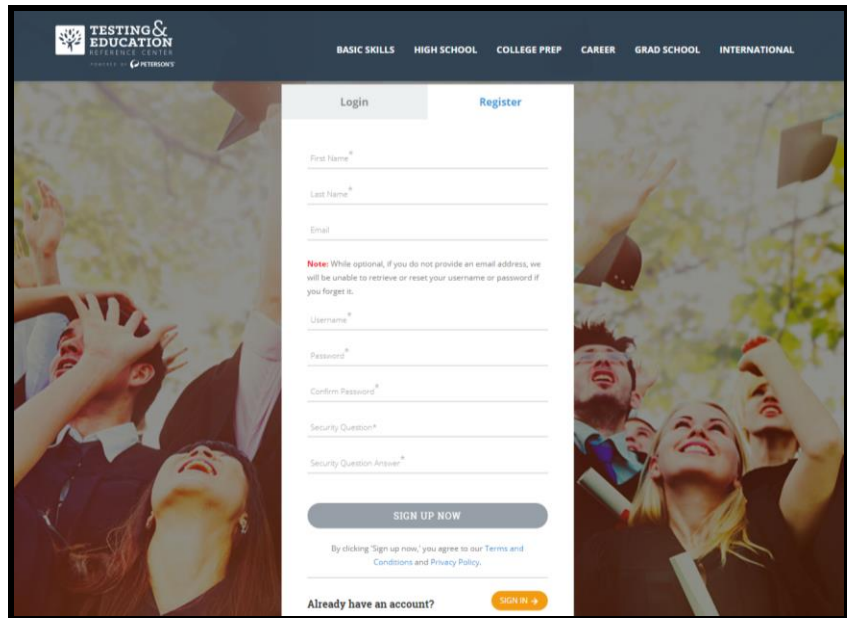 TESTING &
EDUCATION
REFERENCE CENTER
POWERED BY PETERSON'S
BASIC SKILLS HIGH SCHOOL COLLEGE PREP CAREER GRAD SCHOOL INTERNATIONAL
Login Register
First Name*
Last Name*
Email
Note: While optional, if you do not provide an email address, we
will be unable to retrieve or reset your username or password if
you forget it.
Username*
Password*
Confirm Password*
Security Question*
Security Question Answer*
SIGN UP NOW
By clicking 'Sign up now,' you agree to our Terms and
Conditions and Privacy Policy.
Already have an account? SIGN IN →